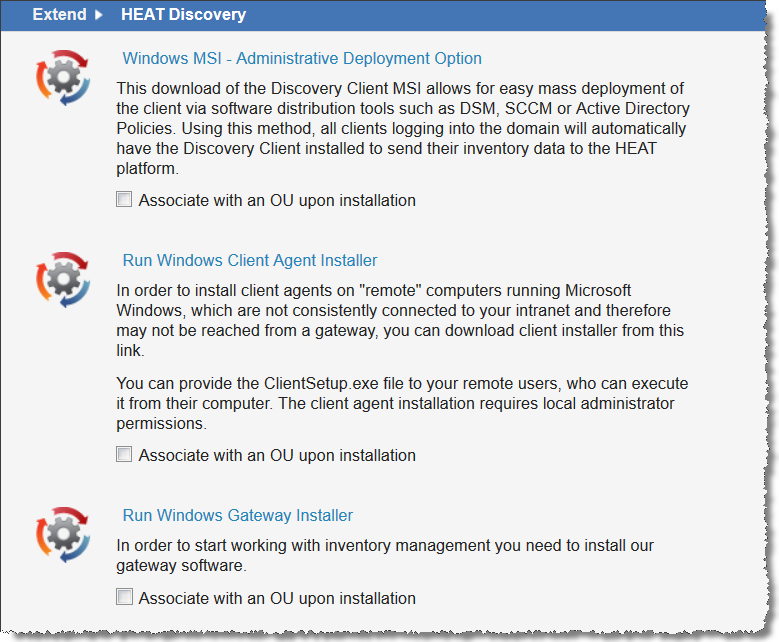 Extend ▶ HEAT Discovery
Windows MSI - Administrative Deployment Option
This download of the Discovery Client MSI allows for easy mass deployment of
the client via software distribution tools such as DSM, SCCM or Active Directory
Policies. Using this method, all clients logging into the domain will automatically
have the Discovery Client installed to send their inventory data to the HEAT
platform.
Associate with an OU upon installation
Run Windows Client Agent Installer
In order to install client agents on "remote" computers running Microsoft
Windows, which are not consistently connected to your intranet and therefore
may not be reached from a gateway, you can download client installer from this
link.
You can provide the ClientSetup.exe file to your remote users, who can execute
it from their computer. The client agent installation requires local administrator
permissions.
Associate with an OU upon installation
Run Windows Gateway Installer
In order to start working with inventory management you need to install our
gateway software.
Associate with an OU upon installation